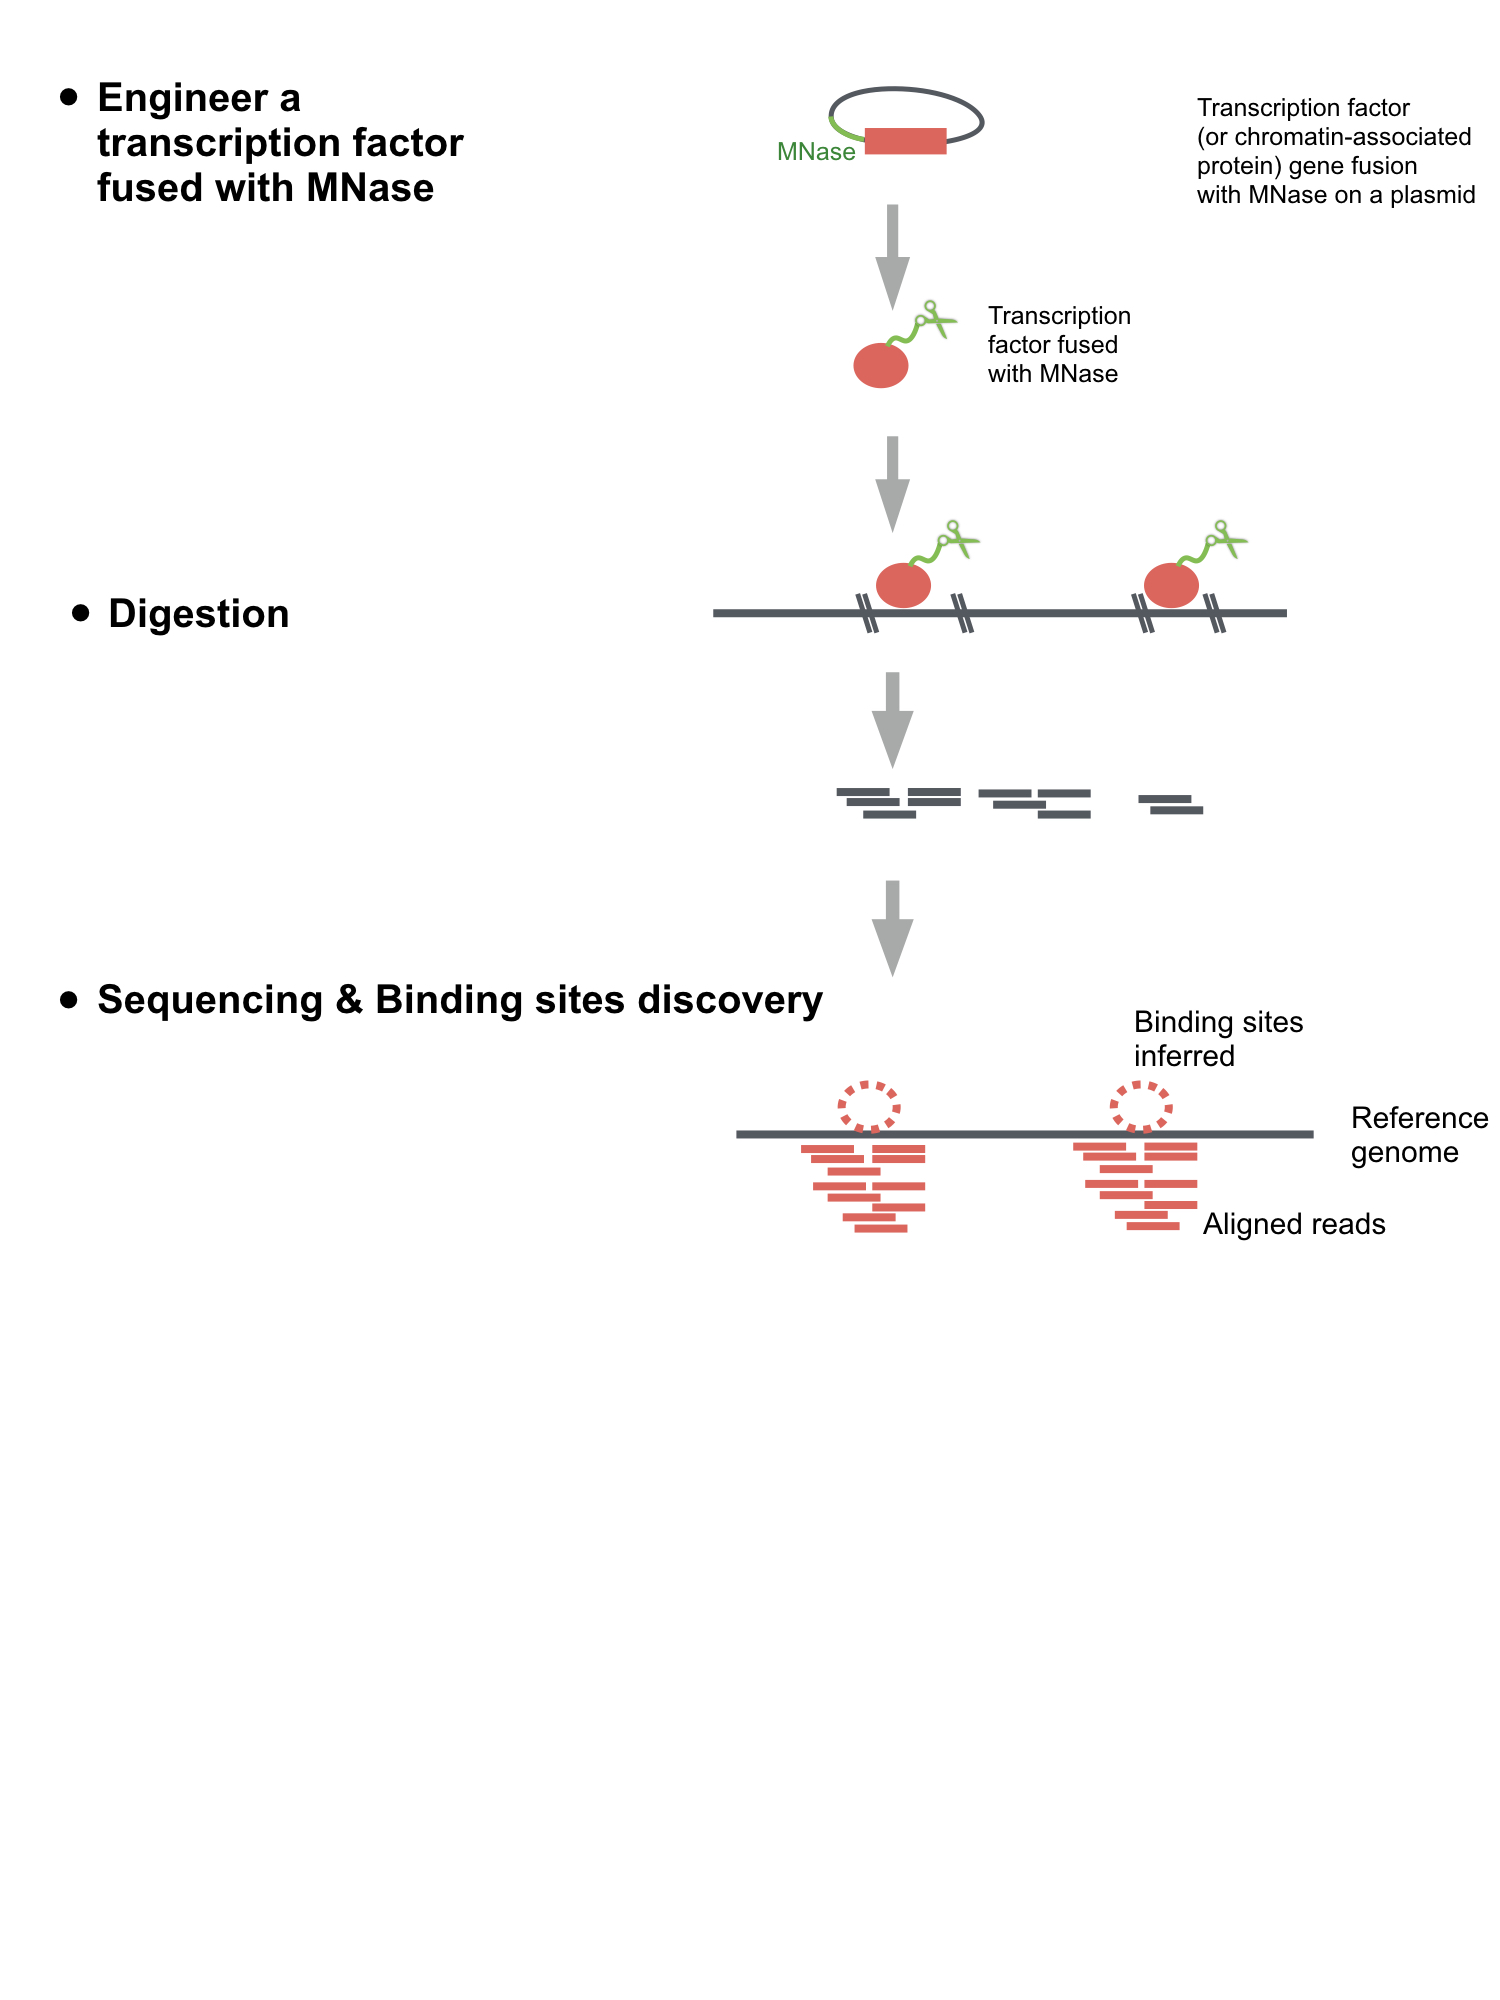 • Engineer a
transcription factor
fused with MNase
MNase
Transcription factor
(or chromatin-associated
protein) gene fusion
with MNase on a plasmid
Transcription
factor fused
with MNase
• Digestion
• Sequencing & Binding sites discovery
Binding sites
inferred
Reference
genome
Aligned reads